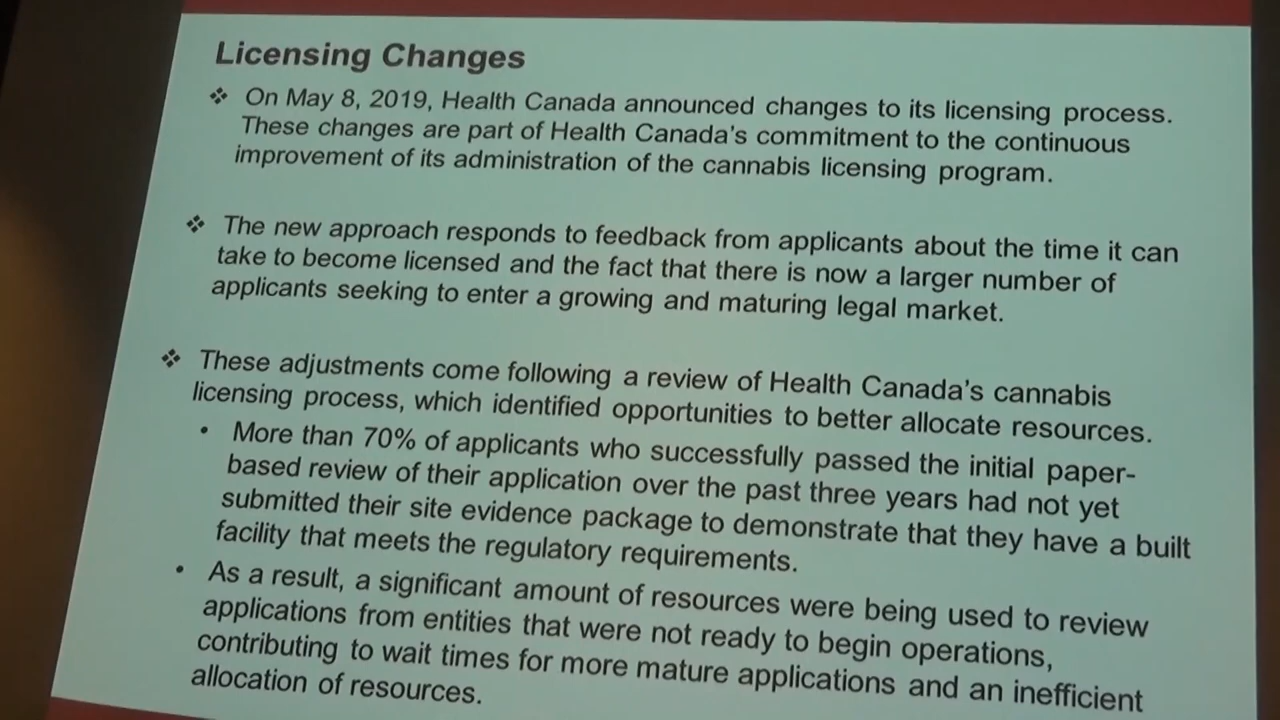 Licensing Changes
❖ On May 8, 2019, Health Canada announced changes to its licensing process.
These changes are part of Health Canada's commitment to the continuous
improvement of its administration of the cannabis licensing program.
❖ The new approach responds to feedback from applicants about the time it can
take to become licensed and the fact that there is now a larger number of
applicants seeking to enter a growing and maturing legal market.
❖ These adjustments come following a review of Health Canada's cannabis
licensing process, which identified opportunities to better allocate resources.
• More than 70% of applicants who successfully passed the initial paper-
based review of their application over the past three years had not yet
submitted their site evidence package to demonstrate that they have a built
facility that meets the regulatory requirements.
• As a result, a significant amount of resources were being used to review
applications from entities that were not ready to begin operations,
contributing to wait times for more mature applications and an inefficient
allocation of resources.